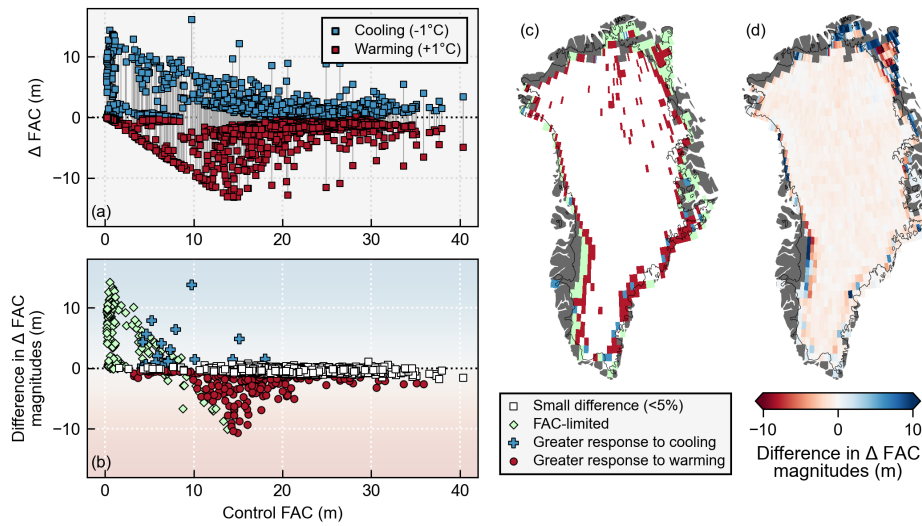 Cooling (-1°C)
Warming (+1°C)
Δ FAC (m)
10
0
−10
(a)
0
10
20
30
40
Difference in Δ FAC
magnitudes (m)
10
0
−10
(b)
0
10
20
30
40
Control FAC (m)
(c)
(d)
Small difference (<5%)
FAC-limited
Greater response to cooling
Greater response to warming
−10
0
10
Difference in Δ FAC
magnitudes (m)